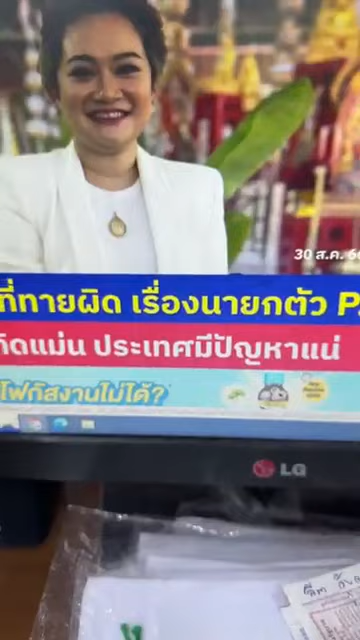 30 ส.ค. 6
ที่ทายผิด เรื่องนายกตัว P
กิดแม่น ประเทศมีปัญหาแน่
โฟกัสงานไม่ได้?
LG